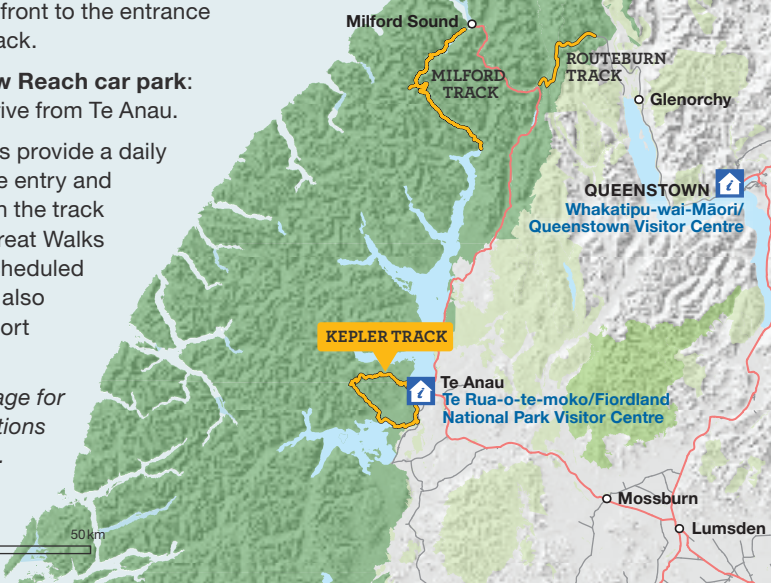 front to the entrance
ack.
w Reach car park:
rive from Te Anau.
s provide a daily
e entry and
n the track
reat Walks
heduled
also
ort
age for
tions
.
50 km
Milford Sound
MILFORD
TRACK
ROUTEBURN
TRACK
Glenorchy
QUEENSTOWN
Whakatipu-wai-Māori/
Queenstown Visitor Centre
KEPLER TRACK
Te Anau
Te Rua-o-te-moko/Fiordland
National Park Visitor Centre
Mossburn
Lumsden